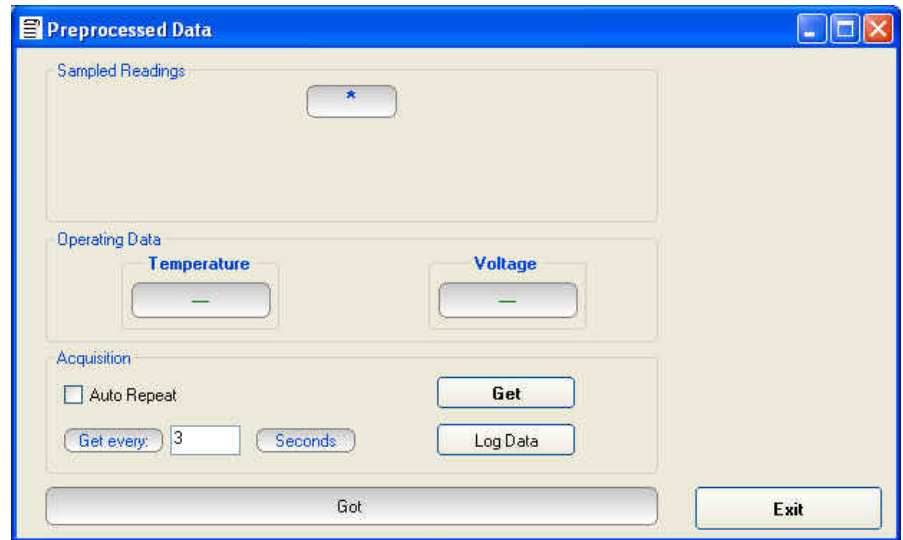 Preprocessed Data
Sampled Readings
*
Operating Data
Temperature Voltage
— —
Acquisition
Auto Repeat Get
Get every: 3 Seconds Log Data
Got Exit